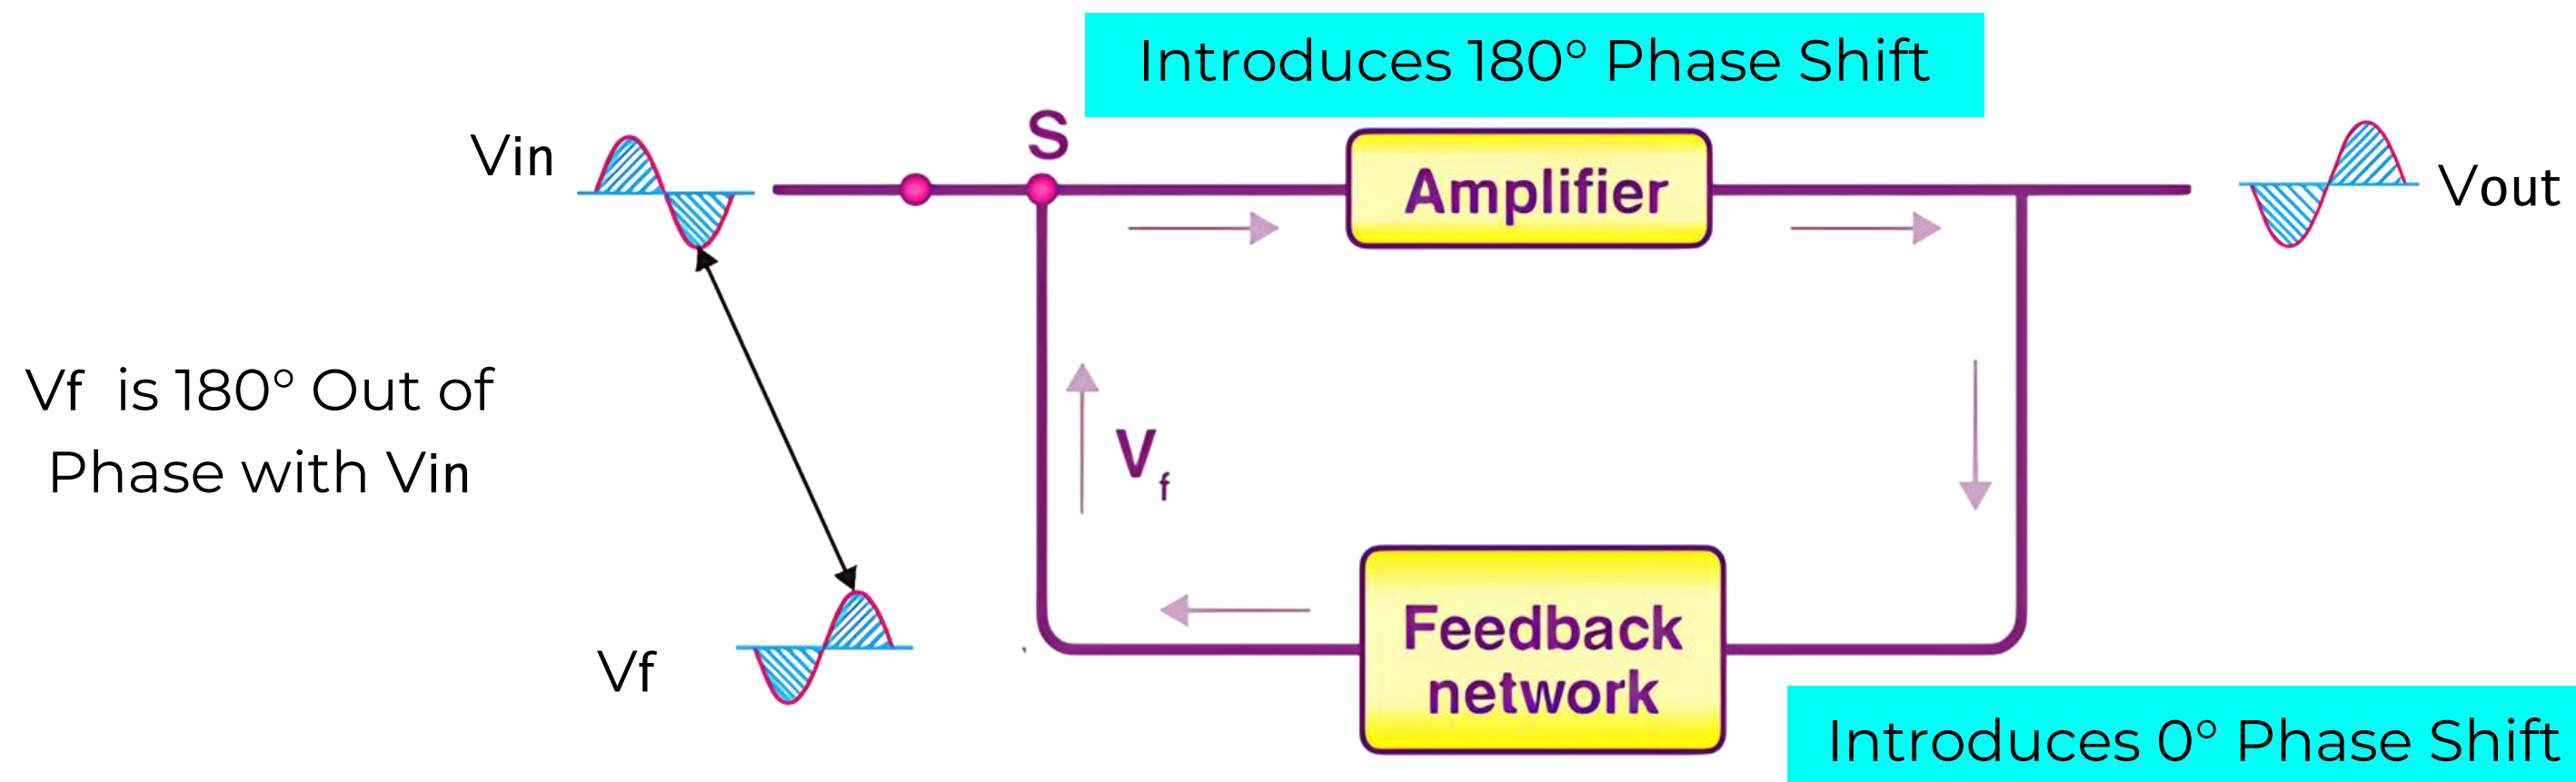 Introduces 180° Phase Shift
S
Vin
Amplifier
Vout
Vf is 180° Out of
Phase with Vin
Vf
Vf
Feedback
network
Introduces 0° Phase Shift